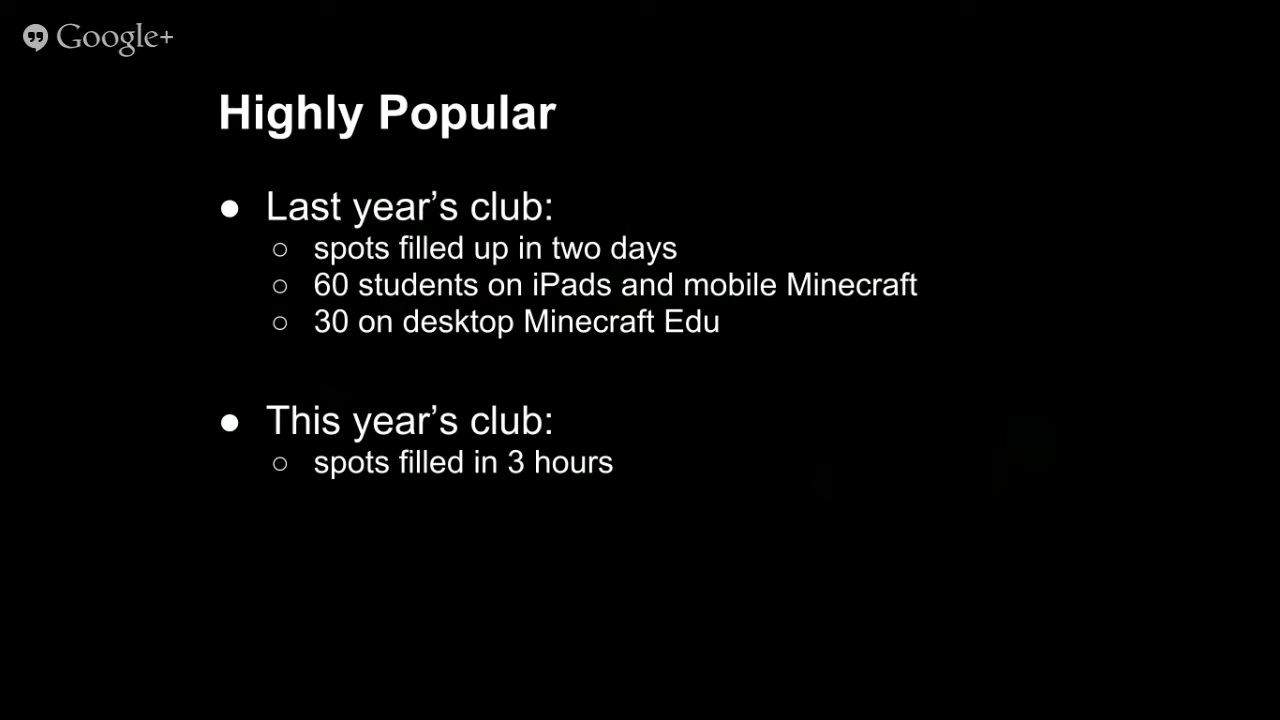 Google+
Highly Popular
● Last year’s club:
○ spots filled up in two days
○ 60 students on iPads and mobile Minecraft
○ 30 on desktop Minecraft Edu
● This year’s club:
○ spots filled in 3 hours